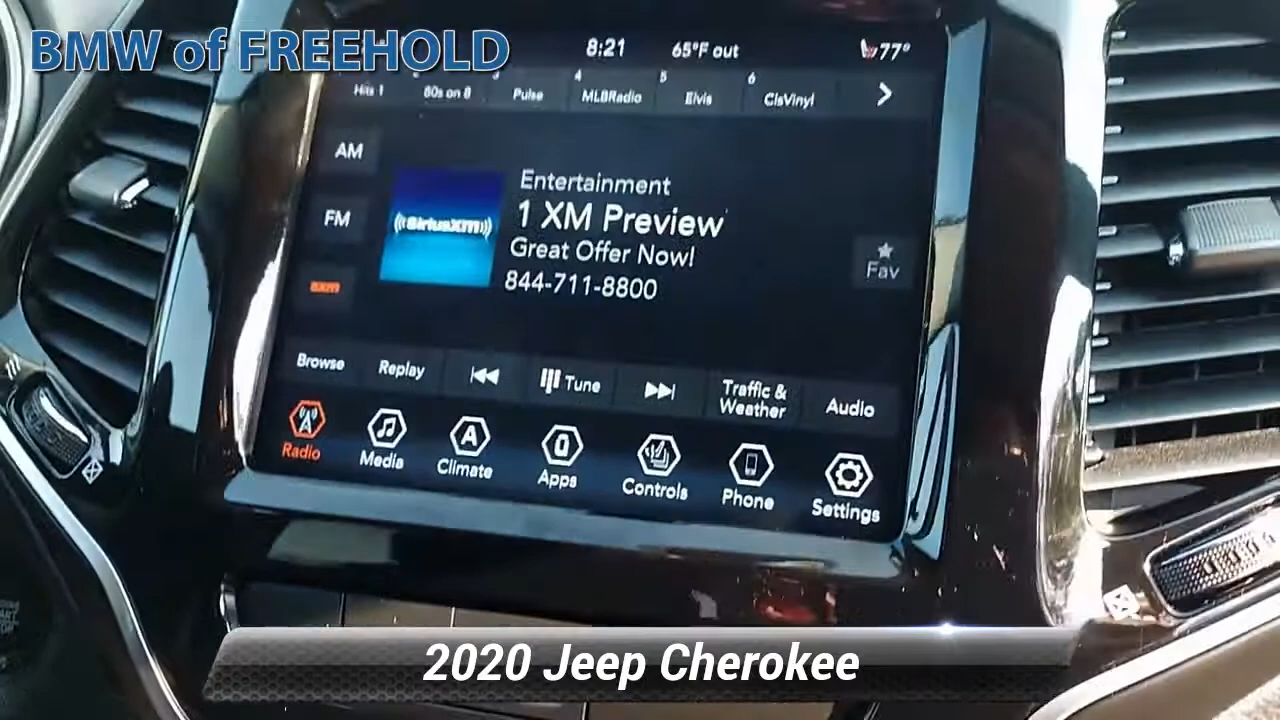 BMW of FREEHOLD
8:21 65°F out 77°
Hits 1 80s on 8 Pulse 4 MLBRadio 5 Elvis 6 ClsVinyl
AM
FM
sxm
((SiriusXM))
Entertainment
1 XM Preview
Great Offer Now!
844-711-8800
Fav
Browse Replay Tune Traffic & Weather Audio
Radio Media Climate Apps Controls Phone Settings
2020 Jeep Cherokee